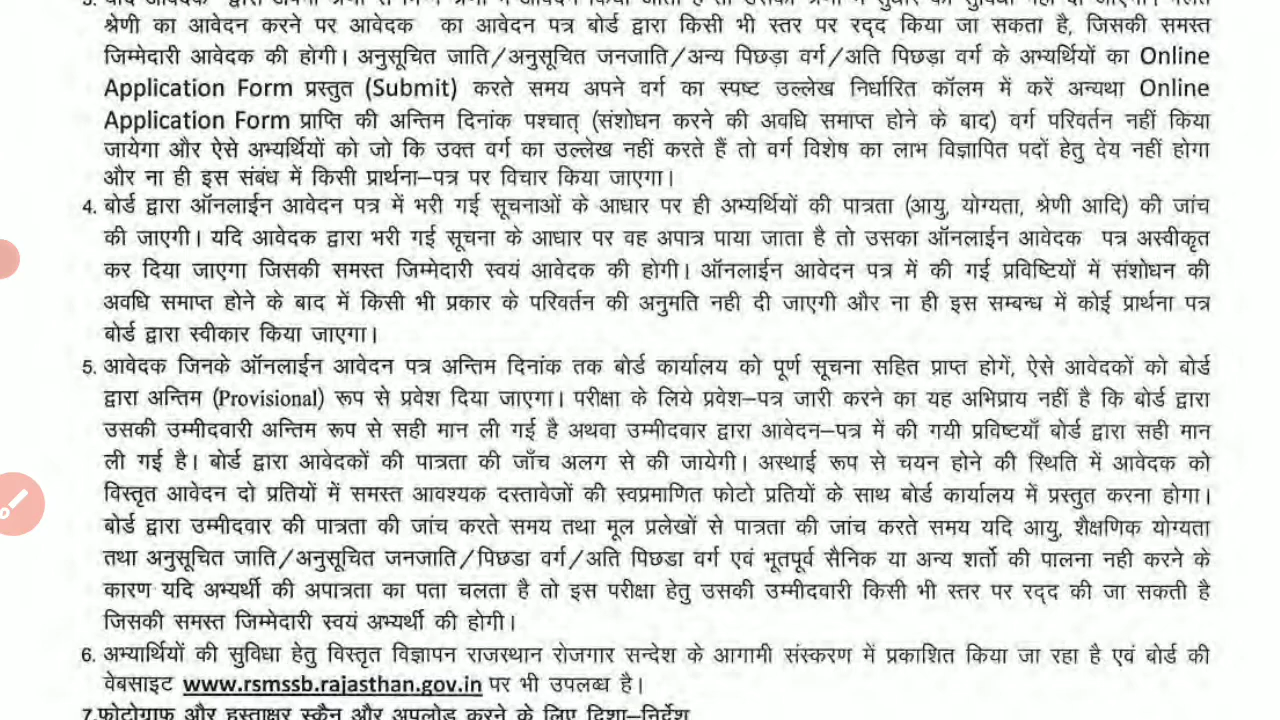 श्रेणी का आवेदन करने पर आवेदक का आवेदन पत्र बोर्ड द्वारा किसी भी स्तर पर रद्द किया जा सकता है, जिसकी समस्त
जिम्मेदारी आवेदक की होगी। अनुसूचित जाति/अनुसूचित जनजाति/अन्य पिछड़ा वर्ग/अति पिछड़ा वर्ग के अभ्यर्थियों का Online
Application Form प्रस्तुत (Submit) करते समय अपने वर्ग का स्पष्ट उल्लेख निर्धारित कॉलम में करें अन्यथा Online
Application Form प्राप्ति की अन्तिम दिनांक पश्चात् (संशोधन करने की अवधि समाप्त होने के बाद) वर्ग परिवर्तन नहीं किया
जायेगा और ऐसे अभ्यर्थियों को जो कि उक्त वर्ग का उल्लेख नहीं करते हैं तो वर्ग विशेष का लाभ विज्ञापित पदों हेतु देय नहीं होगा
और ना ही इस संबंध में किसी प्रार्थना–पत्र पर विचार किया जाएगा।
4. बोर्ड द्वारा ऑनलाईन आवेदन पत्र में भरी गई सूचनाओं के आधार पर ही अभ्यर्थियों की पात्रता (आयु, योग्यता, श्रेणी आदि) की जांच
की जाएगी। यदि आवेदक द्वारा भरी गई सूचना के आधार पर वह अपात्र पाया जाता है तो उसका ऑनलाईन आवेदक पत्र अस्वीकृत
कर दिया जाएगा जिसकी समस्त जिम्मेदारी स्वयं आवेदक की होगी। ऑनलाईन आवेदन पत्र में की गई प्रविष्टियों में संशोधन की
अवधि समाप्त होने के बाद में किसी भी प्रकार के परिवर्तन की अनुमति नही दी जाएगी और ना ही इस सम्बन्ध में कोई प्रार्थना पत्र
बोर्ड द्वारा स्वीकार किया जाएगा।
5. आवेदक जिनके ऑनलाईन आवेदन पत्र अन्तिम दिनांक तक बोर्ड कार्यालय को पूर्ण सूचना सहित प्राप्त होगें, ऐसे आवेदकों को बोर्ड
द्वारा अन्तिम (Provisional) रूप से प्रवेश दिया जाएगा। परीक्षा के लिये प्रवेश–पत्र जारी करने का यह अभिप्राय नहीं है कि बोर्ड द्वारा
उसकी उम्मीदवारी अन्तिम रूप से सही मान ली गई है अथवा उम्मीदवार द्वारा आवेदन–पत्र में की गयी प्रविष्टयाँ बोर्ड द्वारा सही मान
ली गई है। बोर्ड द्वारा आवेदकों की पात्रता की जाँच अलग से की जायेगी। अस्थाई रूप से चयन होने की स्थिति में आवेदक को
विस्तृत आवेदन दो प्रतियों में समस्त आवश्यक दस्तावेजों की स्वप्रमाणित फोटो प्रतियों के साथ बोर्ड कार्यालय में प्रस्तुत करना होगा।
बोर्ड द्वारा उम्मीदवार की पात्रता की जांच करते समय तथा मूल प्रलेखों से पात्रता की जांच करते समय यदि आयु, शैक्षणिक योग्यता
तथा अनुसूचित जाति/अनुसूचित जनजाति/पिछडा वर्ग/अति पिछडा वर्ग एवं भूतपूर्व सैनिक या अन्य शर्तो की पालना नही करने के
कारण यदि अभ्यर्थी की अपात्रता का पता चलता है तो इस परीक्षा हेतु उसकी उम्मीदवारी किसी भी स्तर पर रद्द की जा सकती है
जिसकी समस्त जिम्मेदारी स्वयं अभ्यर्थी की होगी।
6. अभ्यार्थियों की सुविधा हेतु विस्तृत विज्ञापन राजस्थान रोजगार सन्देश के आगामी संस्करण में प्रकाशित किया जा रहा है एवं बोर्ड की
वेबसाइट www.rsmssb.rajasthan.gov.in पर भी उपलब्ध है।
7.फोटोग्राफ और हस्ताक्षर स्कैन और अपलोड करने के लिए दिशा–निर्देश